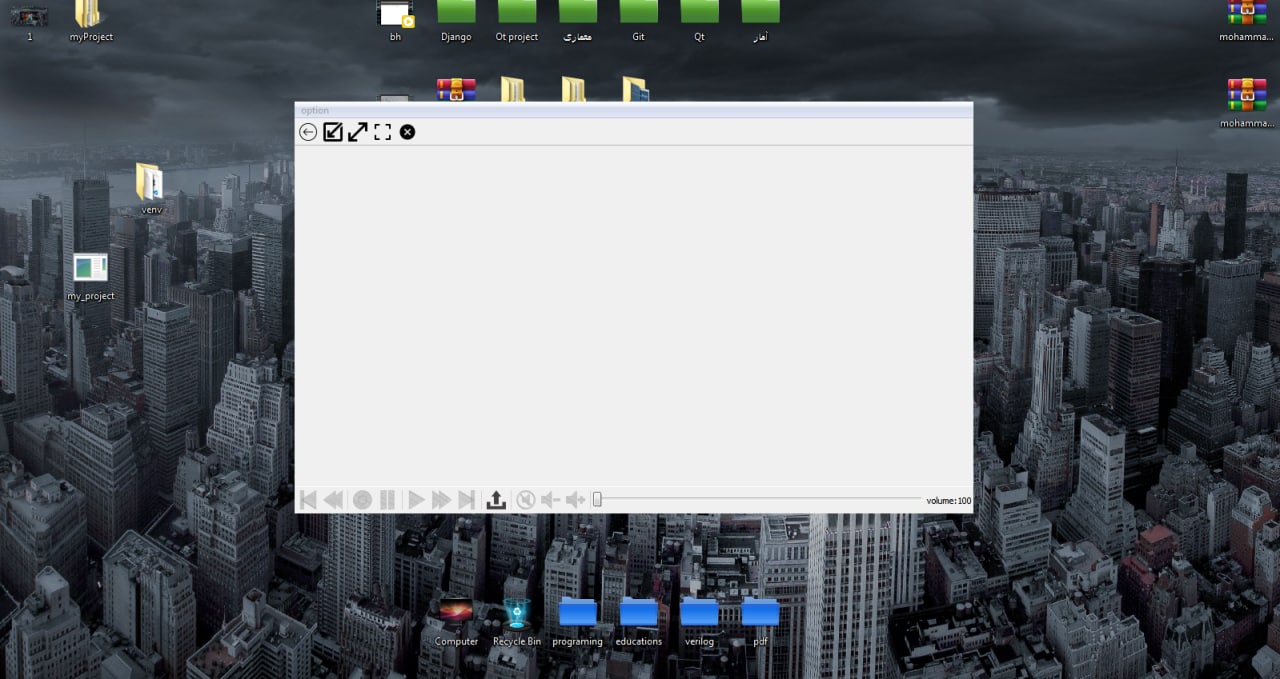 1
myProject
bh
Django
Qt project
معماری
Git
Qt
آمار
mohamma...
mohamma...
option
venv
my_project
volume:100
Computer
Recycle Bin
programing
educations
verilog
pdf